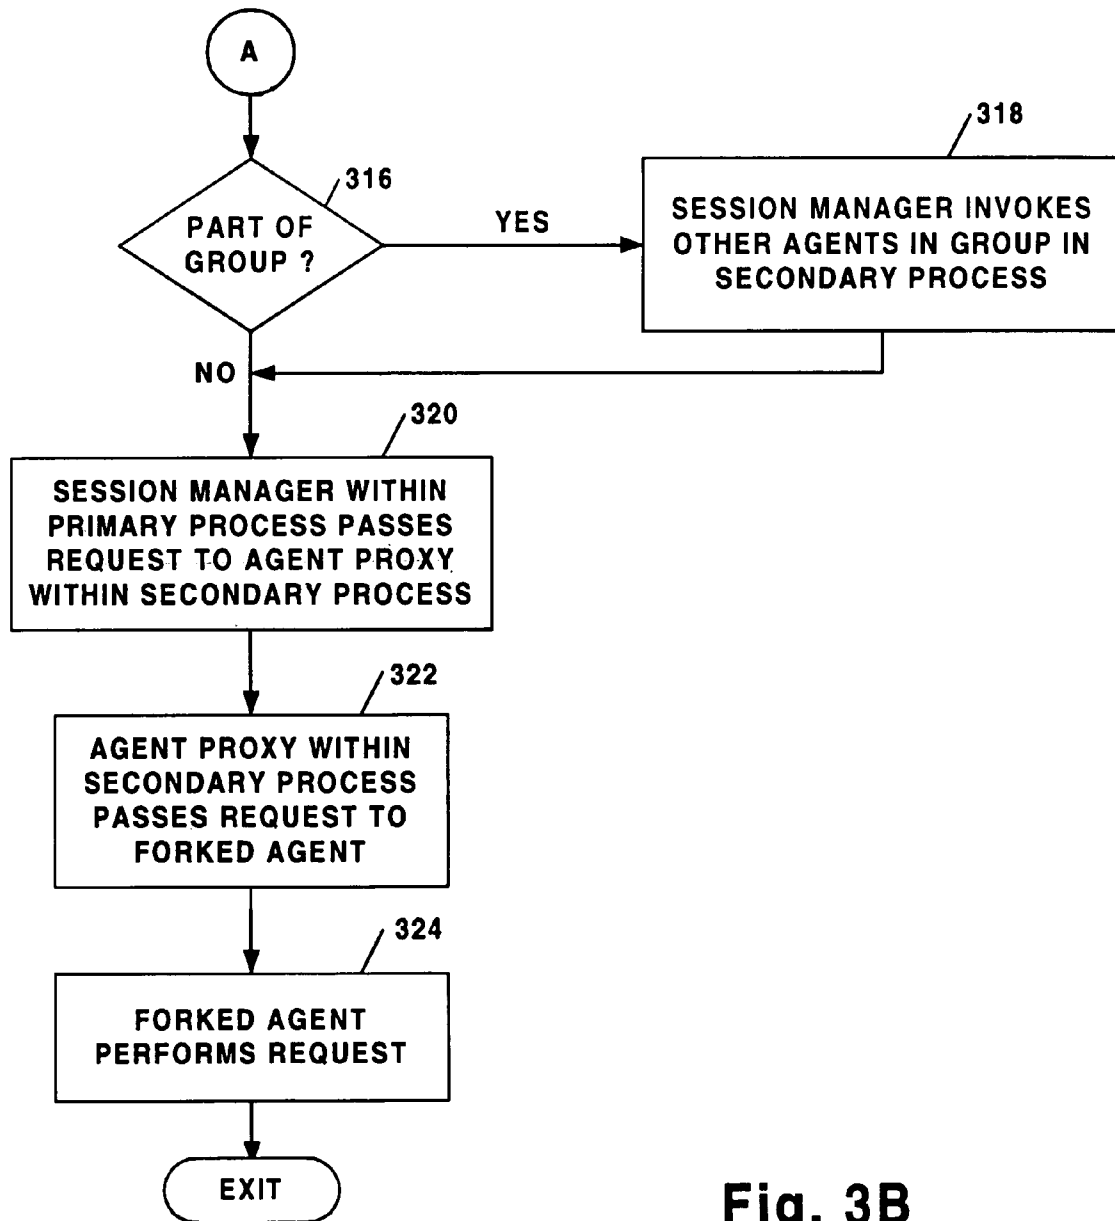 A
316
PART OF
GROUP ?
YES
318
SESSION MANAGER INVOKES
OTHER AGENTS IN GROUP IN
SECONDARY PROCESS
NO
320
SESSION MANAGER WITHIN
PRIMARY PROCESS PASSES
REQUEST TO AGENT PROXY
WITHIN SECONDARY PROCESS
322
AGENT PROXY WITHIN
SECONDARY PROCESS
PASSES REQUEST TO
FORKED AGENT
324
FORKED AGENT
PERFORMS REQUEST
EXIT
Fig. 3B